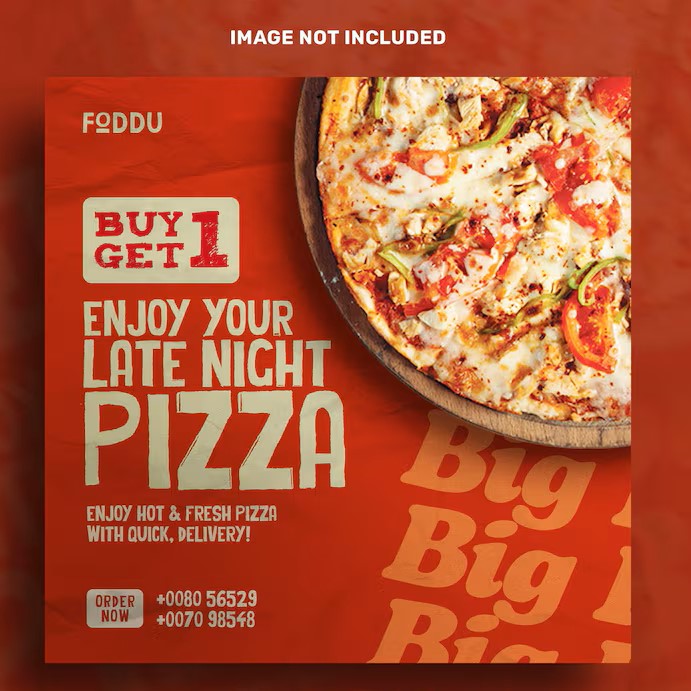 IMAGE NOT INCLUDED
FODDU
BUY
GET 1
ENJOY YOUR
LATE NIGHT
PIZZA
ENJOY HOT & FRESH PIZZA
WITH QUICK, DELIVERY!
ORDER
NOW
+0080 56529
+0070 98548
Big
Big
Big